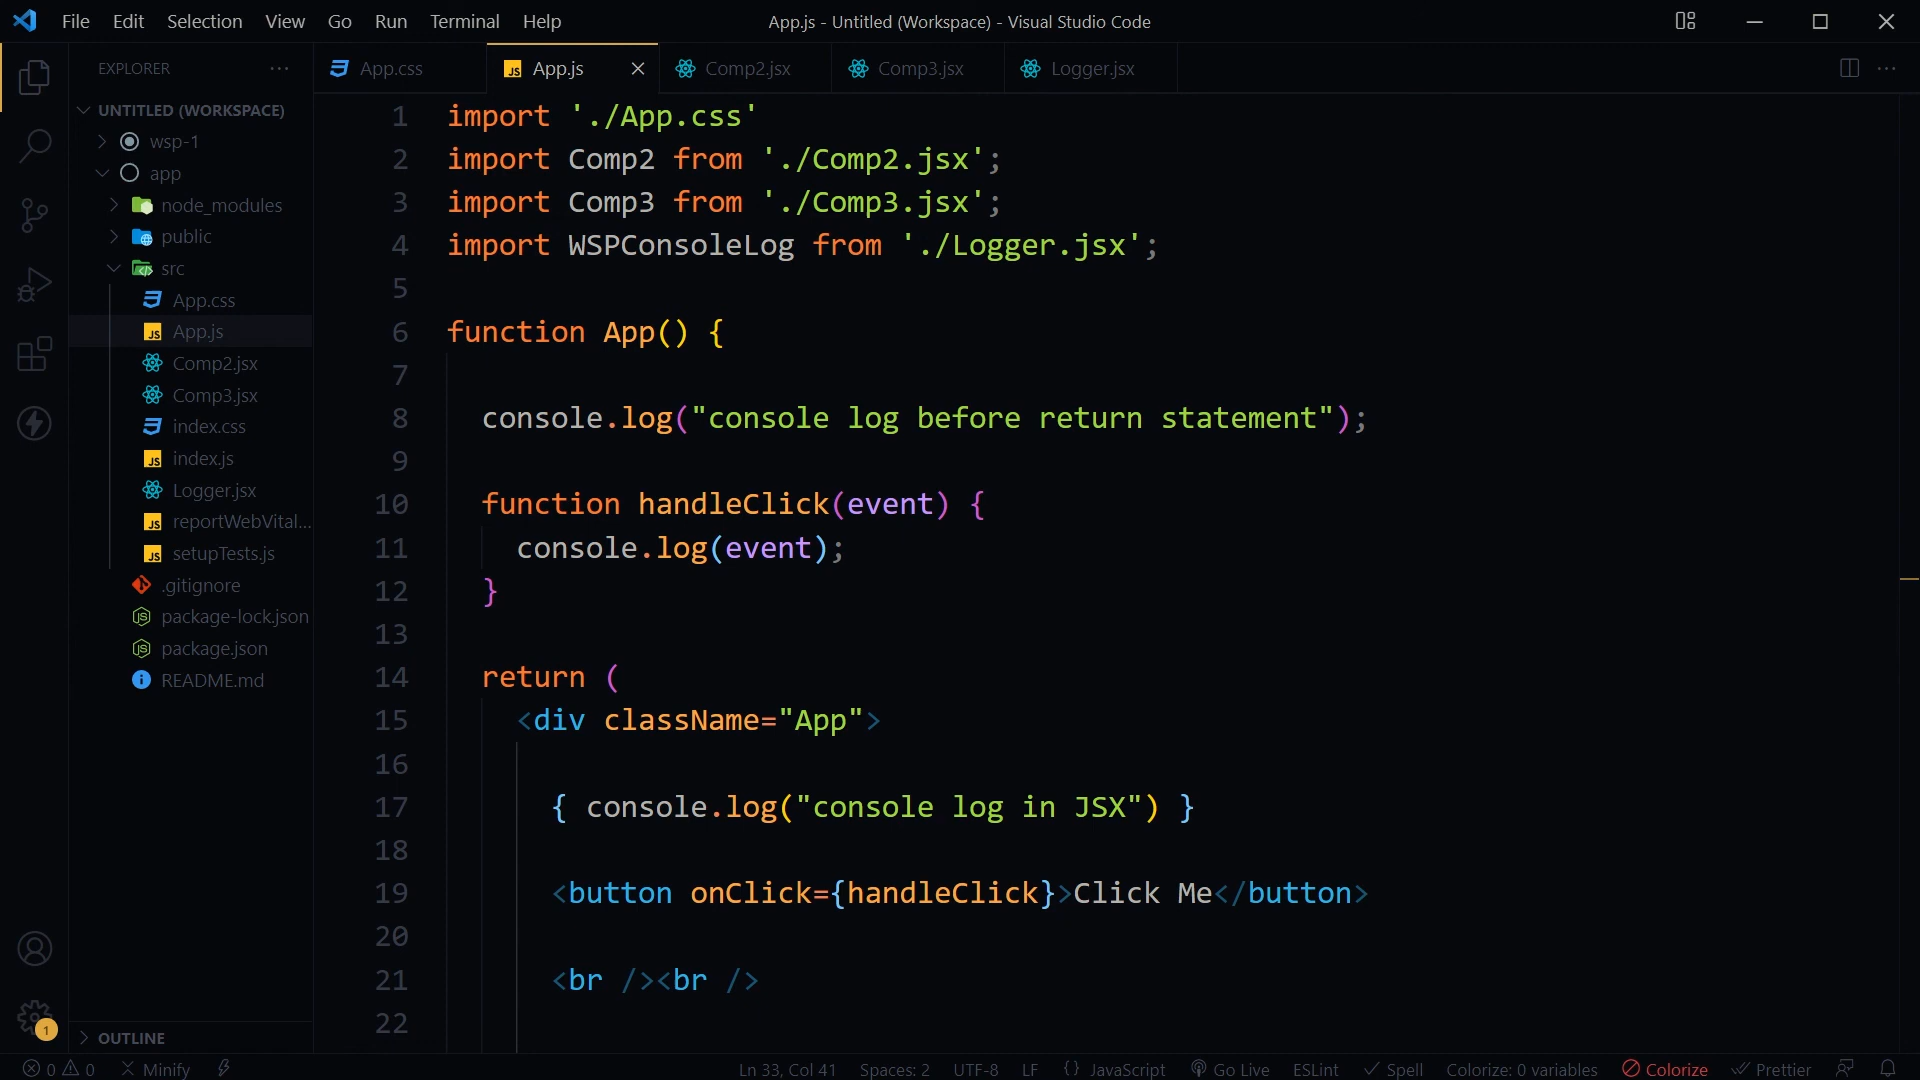 File Edit Selection View Go Run Terminal Help
App.js - Untitled (Workspace) - Visual Studio Code
EXPLORER
App.css
App.js
Comp2.jsx
Comp3.jsx
Logger.jsx
UNTITLED (WORKSPACE)
wsp-1
app
node_modules
public
src
App.css
App.js
Comp2.jsx
Comp3.jsx
index.css
index.js
Logger.jsx
reportWebVital...
setupTests.js
.gitignore
package-lock.json
package.json
README.md
OUTLINE
1 import './App.css'
2 import Comp2 from './Comp2.jsx';
3 import Comp3 from './Comp3.jsx';
4 import WSPConsoleLog from './Logger.jsx';
5
6 function App() {
7
8 console.log("console log before return statement");
9
10 function handleClick(event) {
11 console.log(event);
12 }
13
14 return (
15 <div className="App">
16
17 { console.log("console log in JSX") }
18
19 <button onClick={handleClick}>Click Me</button>
20
21 <br /><br />
22
1
0 0 Minify
Ln 33, Col 41 Spaces: 2 UTF-8 LF {} JavaScript Go Live ESLint Spell Colorize: 0 variables Colorize Prettier